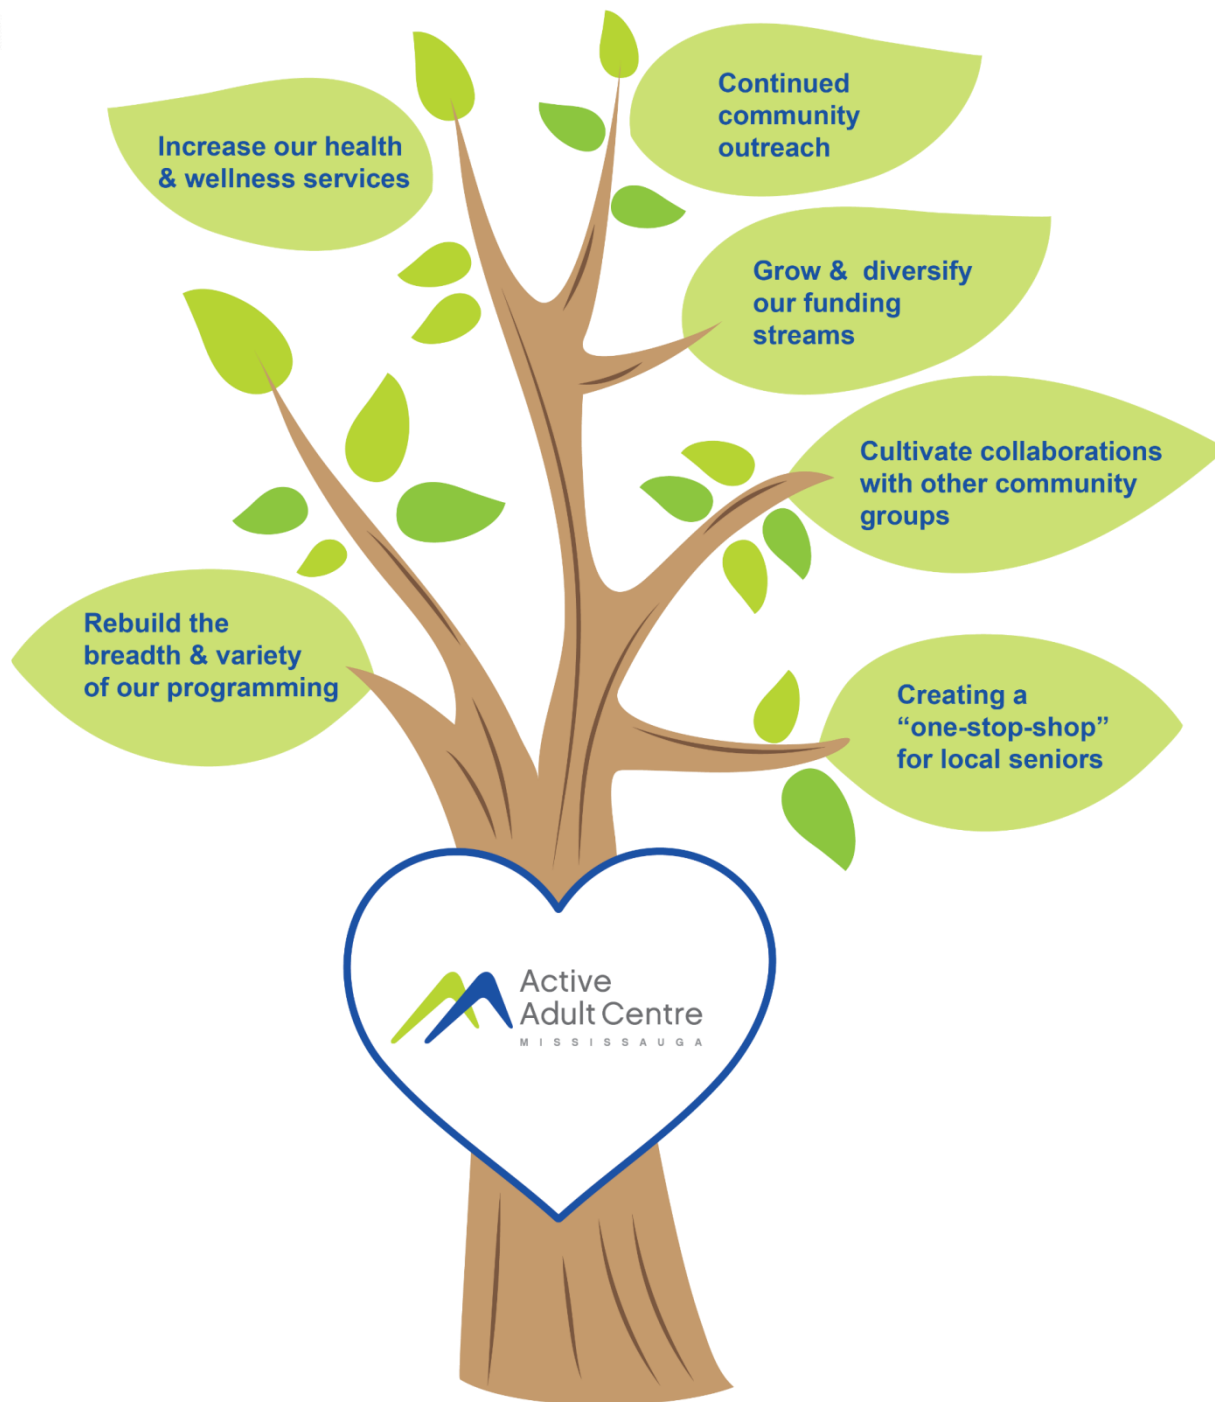 Increase our health
& wellness services
Continued
community
outreach
Grow & diversify
our funding
streams
Cultivate collaborations
with other community
groups
Rebuild the
breadth & variety
of our programming
Creating a
“one-stop-shop”
for local seniors
Active
Adult Centre
MISSISSAUGA